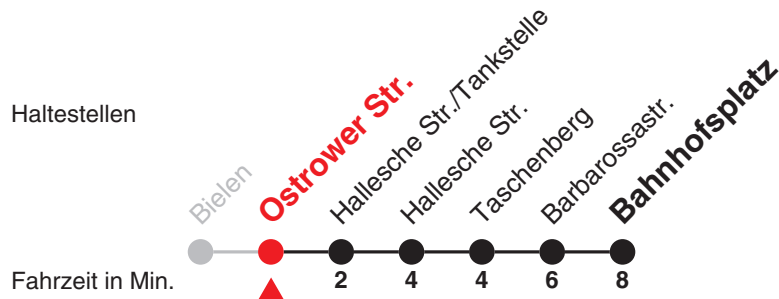 Haltestellen
Bielen
Ostrower Str.
Hallesche Str./Tankstelle
Hallesche Str.
Taschenberg
Barbarossastr.
Bahnhofsplatz
Fahrzeit in Min. 2 4 4 6 8